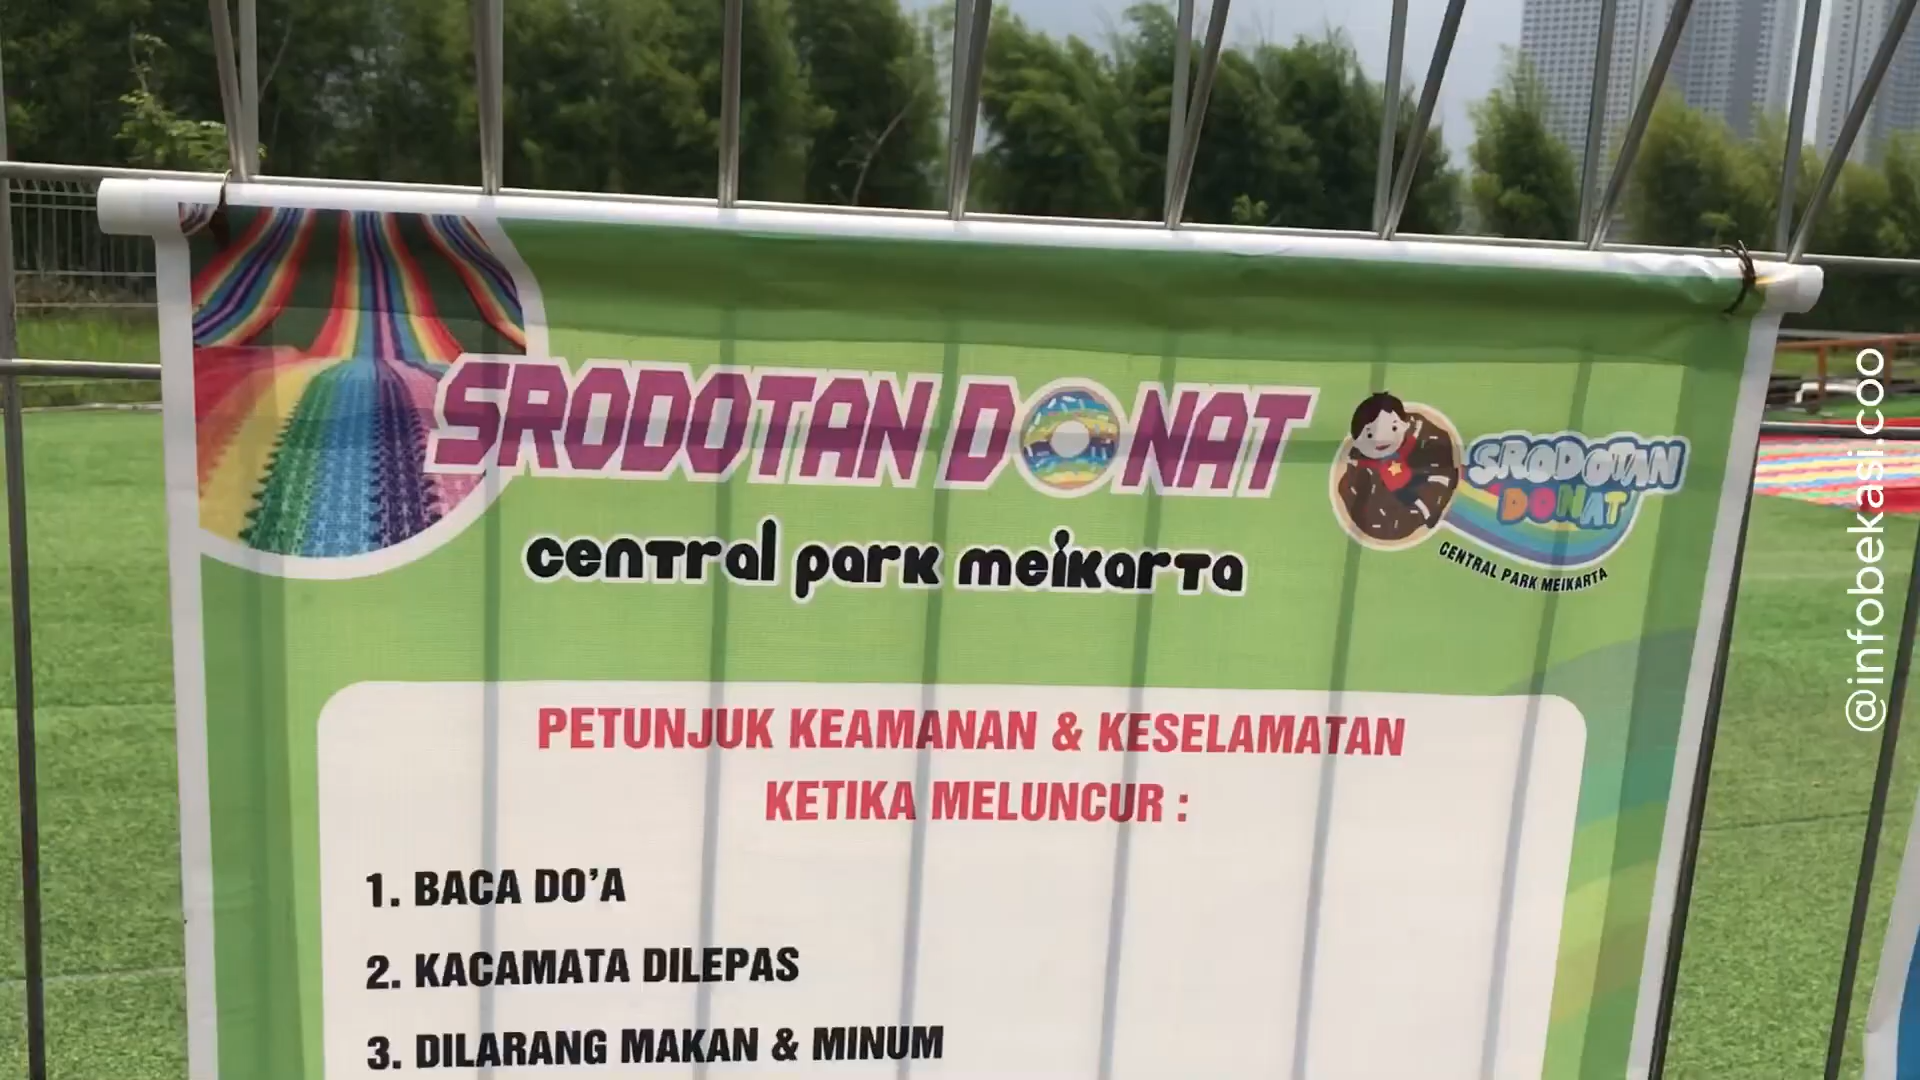 SRODOTAN DONAT
central park meikarta
SRODOTAN
DONAT
CENTRAL PARK MEIKARTA
PETUNJUK KEAMANAN & KESELAMATAN
KETIKA MELUNCUR :
1. BACA DO'A
2. KACAMATA DILEPAS
3. DILARANG MAKAN & MINUM
@infobekasi.coo